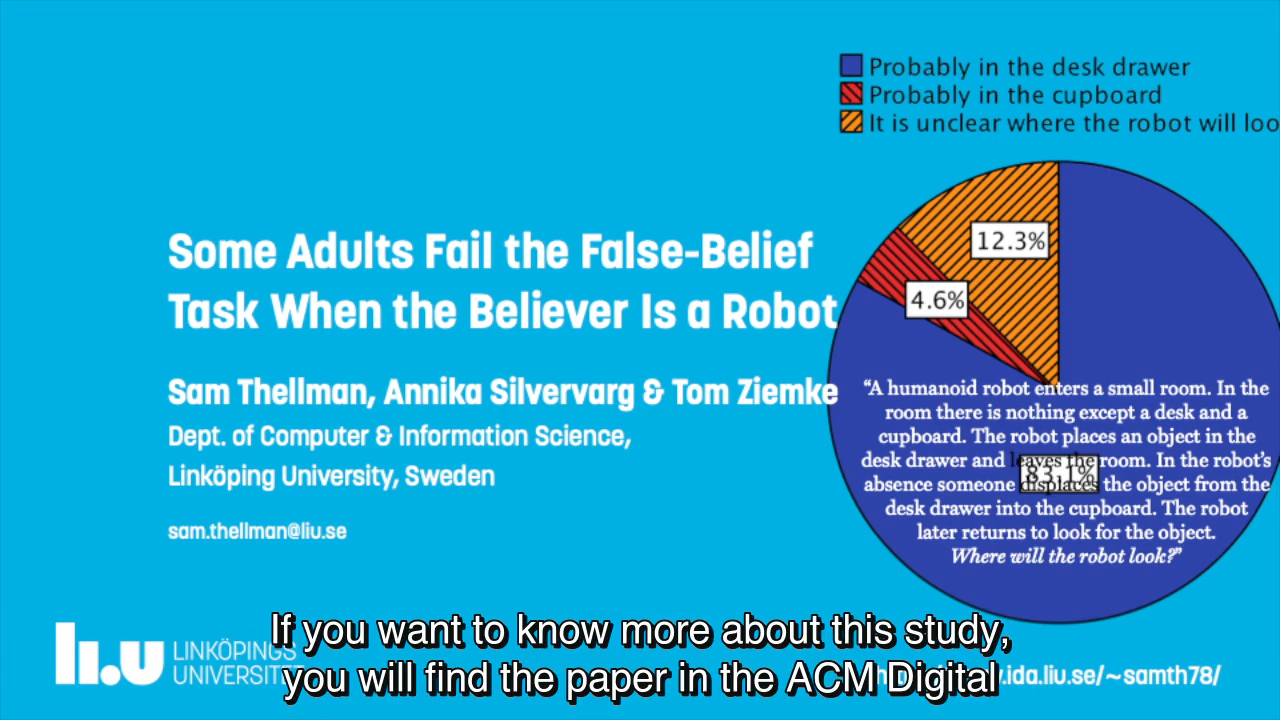 Probably in the desk drawer
Probably in the cupboard
It is unclear where the robot will loo
12.3%
4.6%
83.1%
Some Adults Fail the False-Belief
Task When the Believer Is a Robot
Sam Thellman, Annika Silvervarg & Tom Ziemke
Dept. of Computer & Information Science,
Linköping University, Sweden
sam.thellman@liu.se
“A humanoid robot enters a small room. In the
room there is nothing except a desk and a
cupboard. The robot places an object in the
desk drawer and leaves the room. In the robot’s
absence someone displaces the object from the
desk drawer into the cupboard. The robot
later returns to look for the object.
Where will the robot look?”
li.u LINKÖPINGS
UNIVERSITET
If you want to know more about this study,
you will find the paper in the ACM Digital
.ida.liu.se/~samth78/